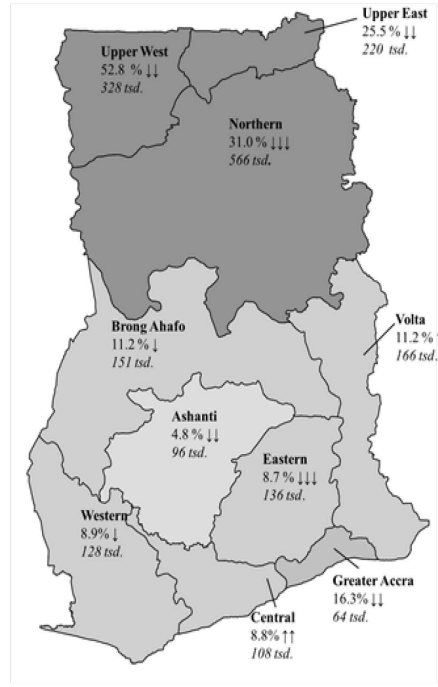 Upper East
25.5 % ↓↓
220 tsd.
Upper West
52.8 % ↓↓
328 tsd.
Northern
31.0 % ↓↓↓
566 tsd.
Brong Ahafo
11.2 % ↓
151 tsd.
Volta
11.2 %
166 tsd.
Ashanti
4.8 % ↓↓
96 tsd.
Eastern
8.7 % ↓↓↓
136 tsd.
Western
8.9% ↓
128 tsd.
Greater Accra
16.3% ↓↓
64 tsd.
Central
8.8% ↑↑
108 tsd.